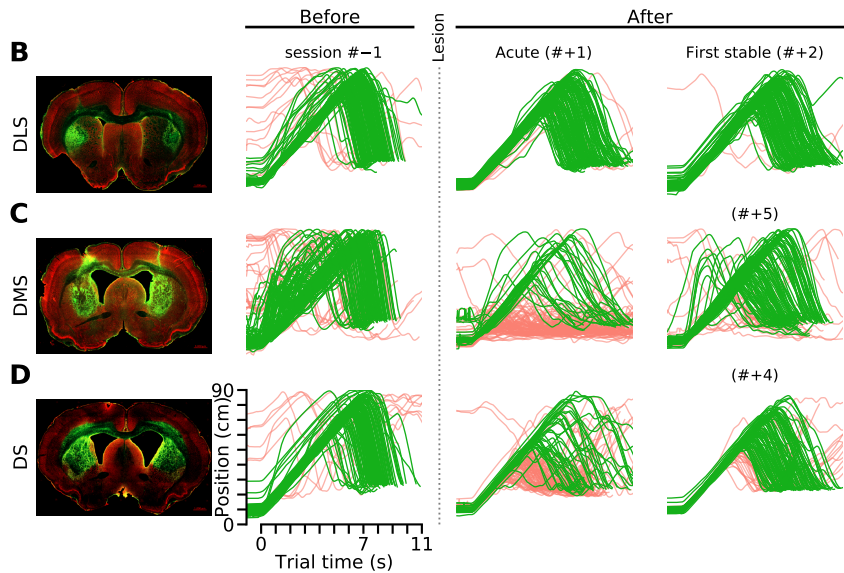 Before
After
Lesion
session #−1
Acute (#+1)
First stable (#+2)
B
DLS
C
DMS
(#+5)
D
DS
(#+4)
Position (cm)
90
0
0 7 11
Trial time (s)